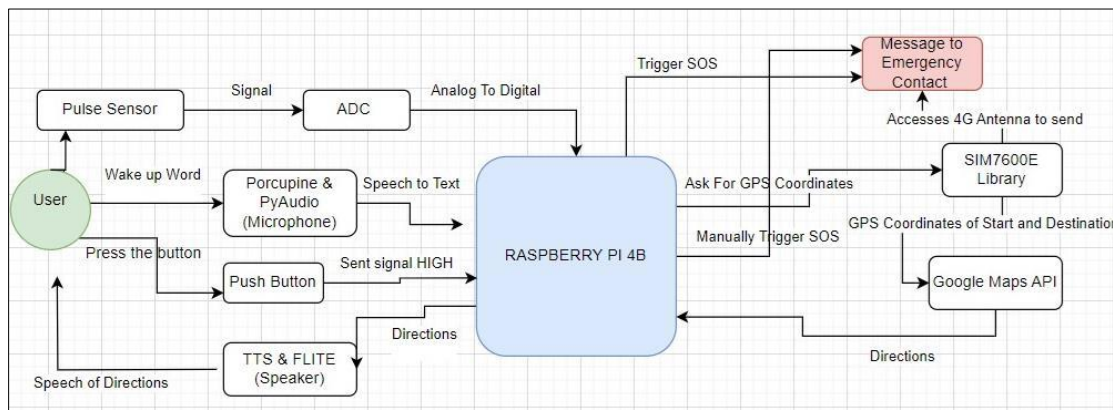 Message to
Emergency
Contact
Trigger SOS
Signal
Analog To Digital
Pulse Sensor
ADC
Accesses 4G Antenna to send
SIM7600E
Library
Wake up Word
Porcupine &
PyAudio
(Microphone)
Speech to Text
Ask For GPS Coordinates
User
GPS Coordinates of Start and Destination
Manually Trigger SOS
Press the button
RASPBERRY PI 4B
Sent signal HIGH
Push Button
Google Maps API
Directions
TTS & FLITE
(Speaker)
Speech of Directions
Directions